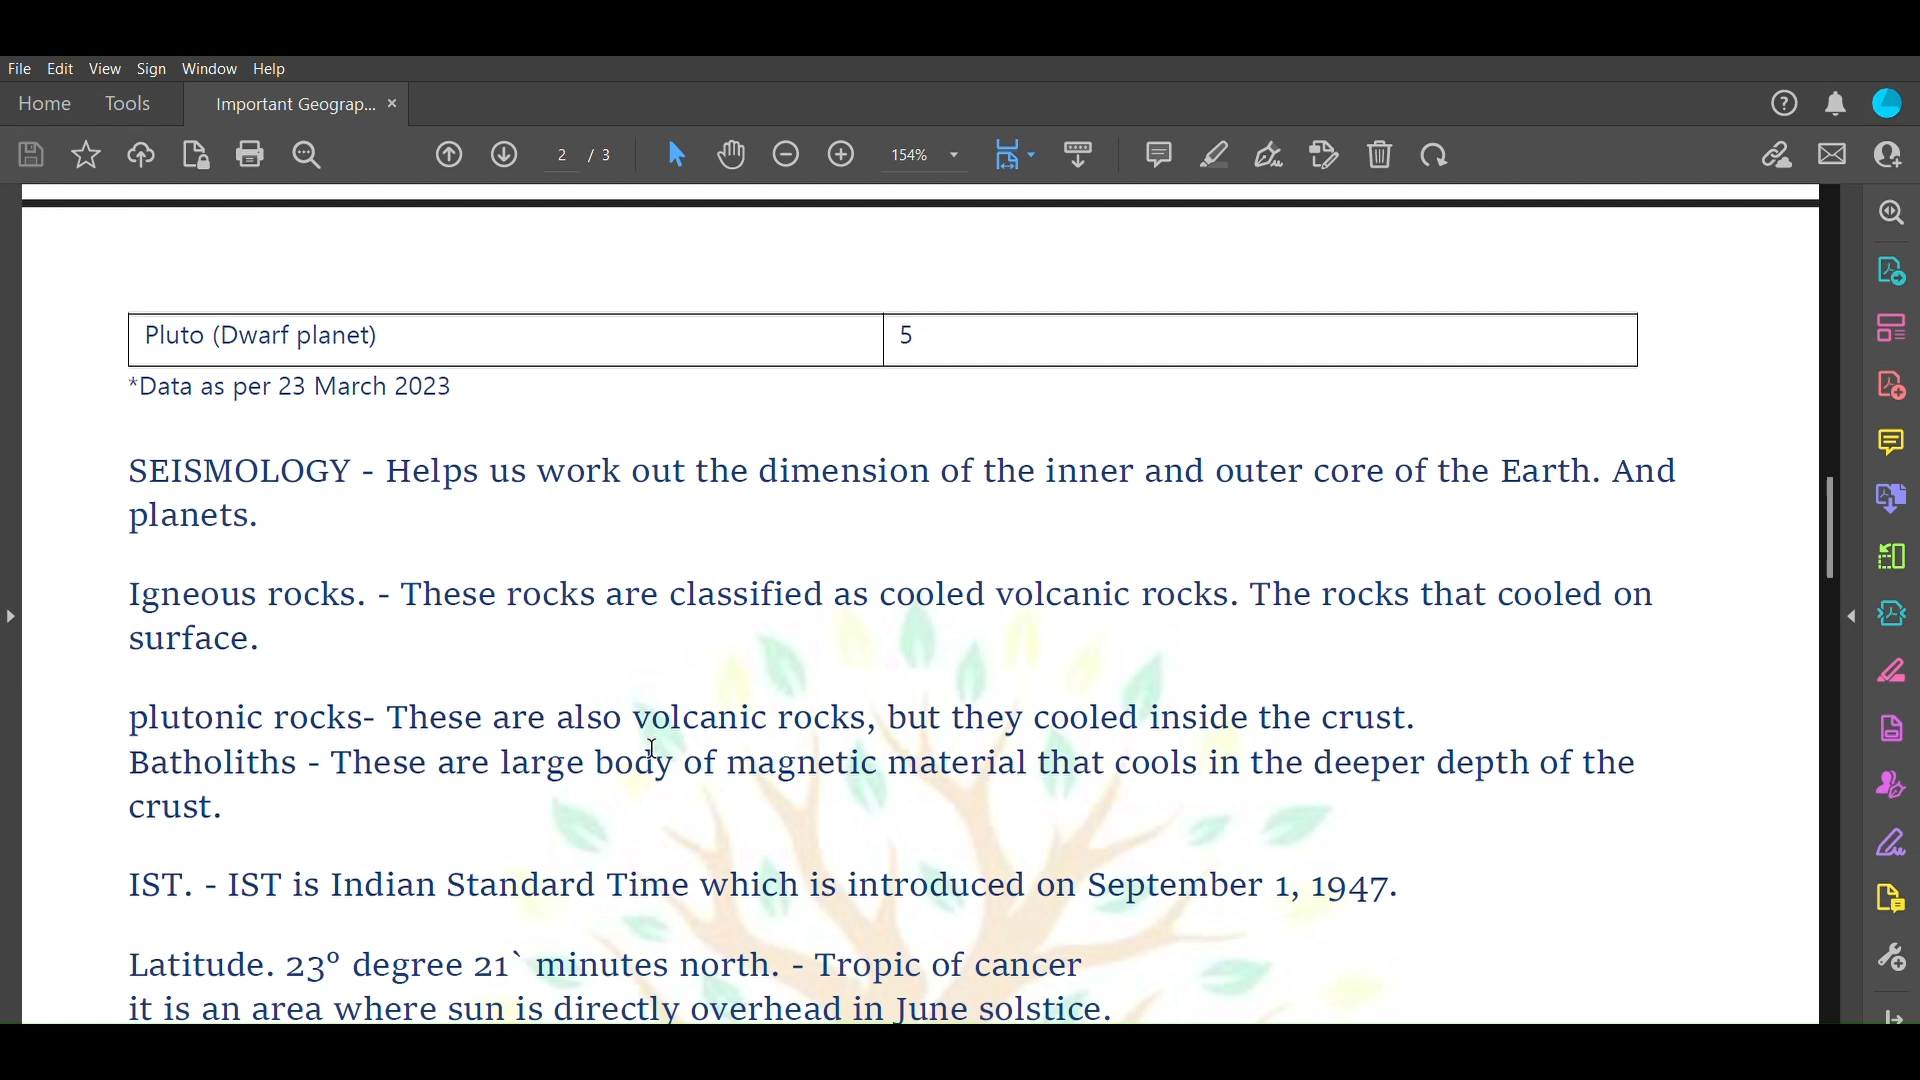 File Edit View Sign Window Help
Home Tools Important Geograp... ×
2 / 3 154%
Pluto (Dwarf planet) 5
*Data as per 23 March 2023
SEISMOLOGY - Helps us work out the dimension of the inner and outer core of the Earth. And
planets.
Igneous rocks. - These rocks are classified as cooled volcanic rocks. The rocks that cooled on
surface.
plutonic rocks- These are also volcanic rocks, but they cooled inside the crust.
Batholiths - These are large body of magnetic material that cools in the deeper depth of the
crust.
IST. - IST is Indian Standard Time which is introduced on September 1, 1947.
Latitude. 23° degree 21` minutes north. - Tropic of cancer
it is an area where sun is directly overhead in June solstice.